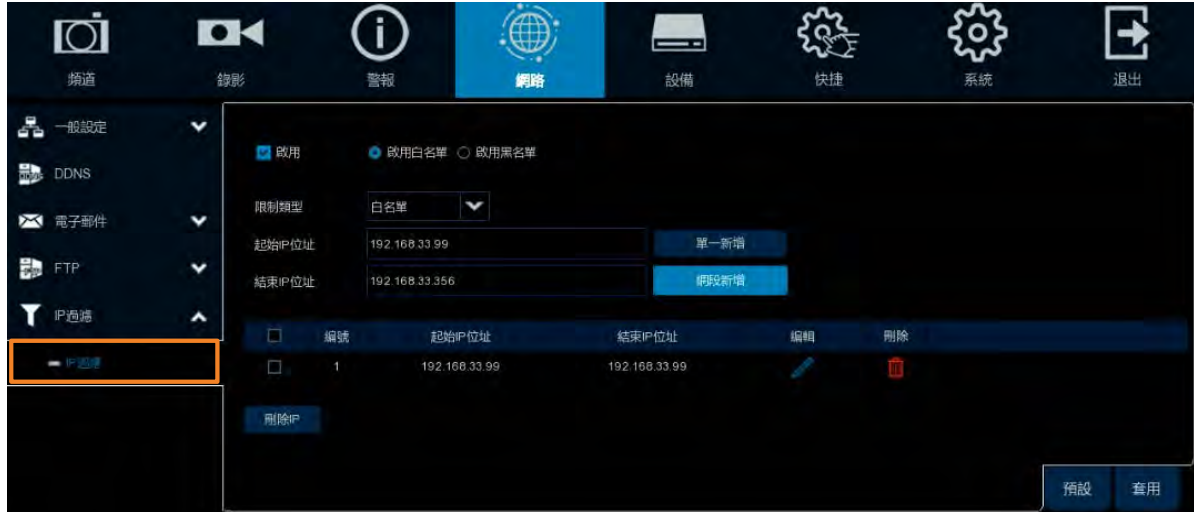 頻道 錄影 警報 網路 設備 快捷 系統 退出
一般設定
DDNS
電子郵件
FTP
IP過濾
IP過濾
啟用 啟用白名單 啟用黑名單
限制類型 白名單
起始IP位址 192.168.33.99 單一新增
結束IP位址 192.168.33.356 網段新增
編號 起始IP位址 結束IP位址 編輯 刪除
1 192.168.33.99 192.168.33.99
刪除IP
預設 套用